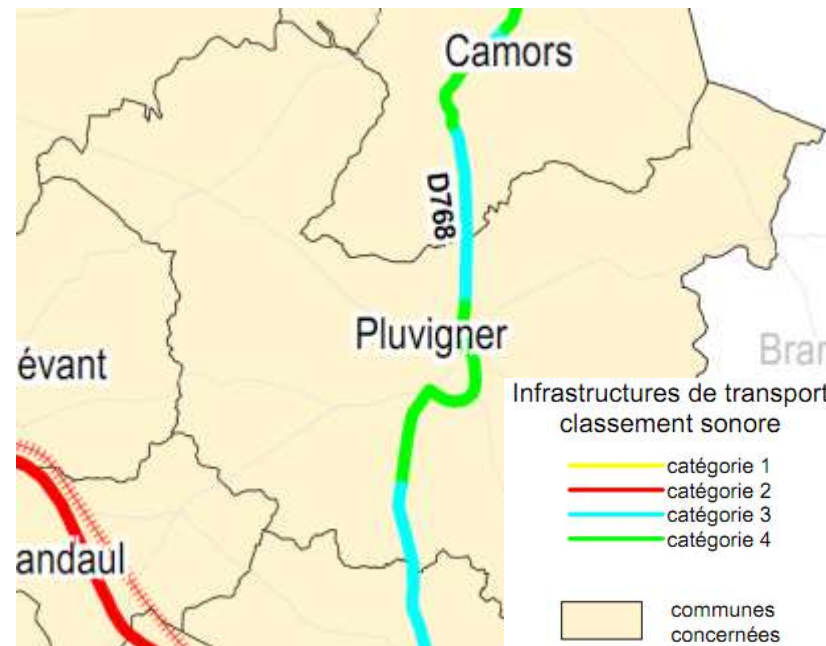 Camors
D768
Pluvigner
évant
Bran
Infrastructures de transport
classement sonore
catégorie 1
catégorie 2
catégorie 3
catégorie 4
andaul
communes
concernées